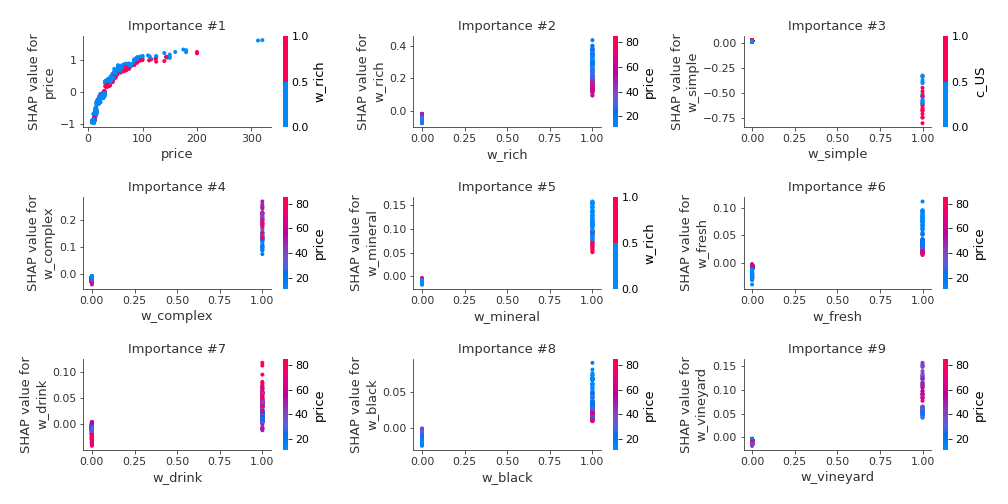 Importance #1
SHAP value for
price
1
0
−1
0
100
200
300
price
1.0
0.5
0.0
w_rich
Importance #2
SHAP value for
w_rich
0.4
0.2
0.0
0.00
0.25
0.50
0.75
1.00
w_rich
80
60
40
20
price
Importance #3
SHAP value for
w_simple
0.00
−0.25
−0.50
−0.75
0.00
0.25
0.50
0.75
1.00
w_simple
1.0
0.5
0.0
c_US
Importance #4
SHAP value for
w_complex
0.2
0.1
0.0
0.00
0.25
0.50
0.75
1.00
w_complex
80
60
40
20
price
Importance #5
SHAP value for
w_mineral
0.15
0.10
0.05
0.00
0.00
0.25
0.50
0.75
1.00
w_mineral
1.0
0.5
0.0
w_rich
Importance #6
SHAP value for
w_fresh
0.10
0.05
0.00
0.00
0.25
0.50
0.75
1.00
w_fresh
80
60
40
20
price
Importance #7
SHAP value for
w_drink
0.10
0.05
0.00
0.00
0.25
0.50
0.75
1.00
w_drink
80
60
40
20
price
Importance #8
SHAP value for
w_black
0.05
0.00
0.00
0.25
0.50
0.75
1.00
w_black
80
60
40
20
price
Importance #9
SHAP value for
w_vineyard
0.15
0.10
0.05
0.00
0.00
0.25
0.50
0.75
1.00
w_vineyard
80
60
40
20
price